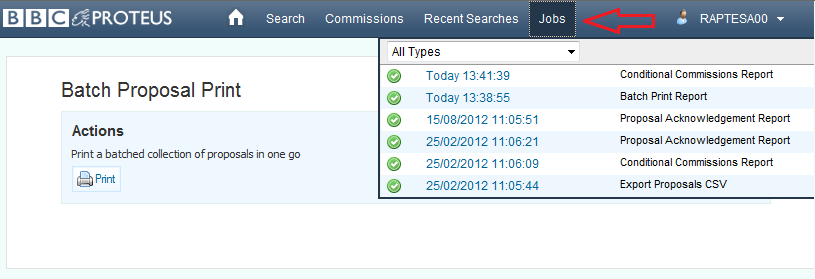 BBC PROTEUS Search Commissions Recent Searches Jobs RAPTESA00
All Types
Today 13:41:39 Conditional Commissions Report
Today 13:38:55 Batch Print Report
15/08/2012 11:05:51 Proposal Acknowledgement Report
25/02/2012 11:06:21 Proposal Acknowledgement Report
25/02/2012 11:06:09 Conditional Commissions Report
25/02/2012 11:05:44 Export Proposals CSV
Batch Proposal Print
Actions
Print a batched collection of proposals in one go
Print